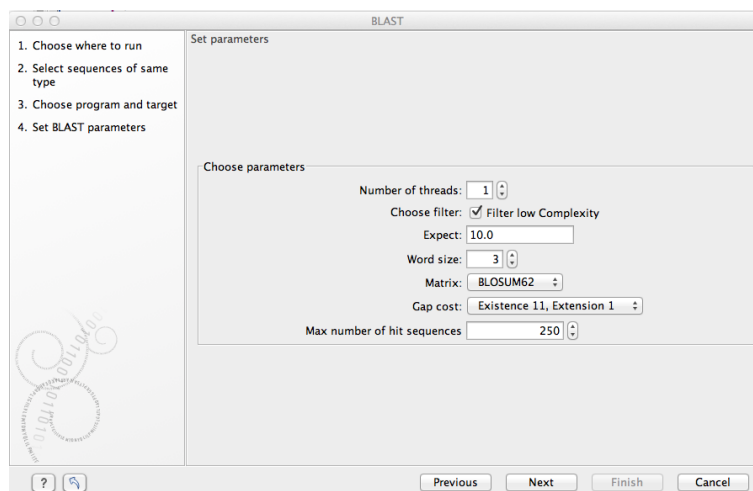 BLAST
1. Choose where to run
2. Select sequences of same
type
3. Choose program and target
4. Set BLAST parameters
Set parameters
Choose parameters
Number of threads: 1
Choose filter: Filter low Complexity
Expect: 10.0
Word size: 3
Matrix: BLOSUM62
Gap cost: Existence 11, Extension 1
Max number of hit sequences 250
? Previous Next Finish Cancel